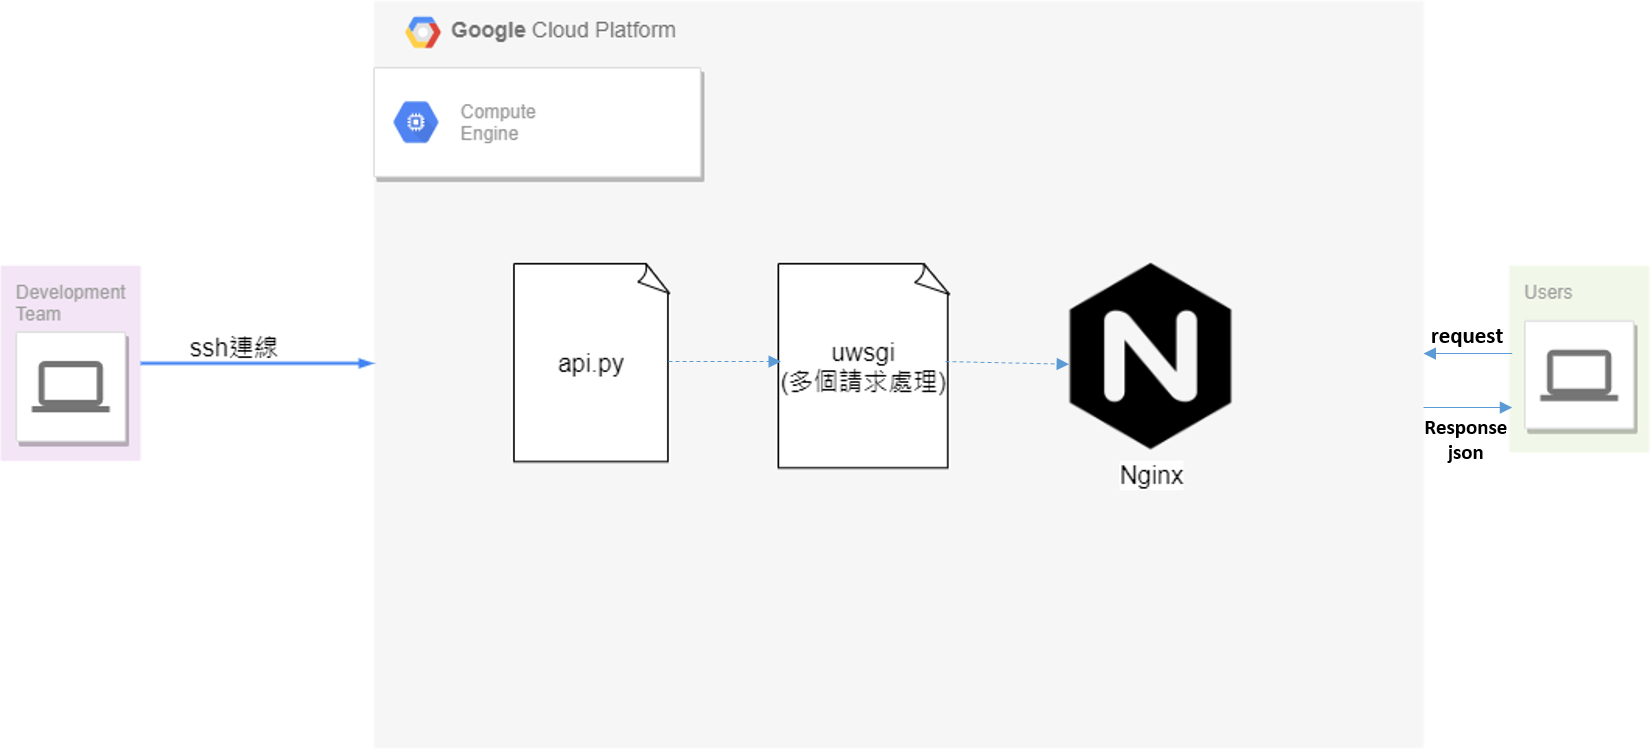 Google Cloud Platform
Compute
Engine
Development
Team
ssh連線
api.py
uwsgi
(多個請求處理)
Nginx
Users
request
Response
json